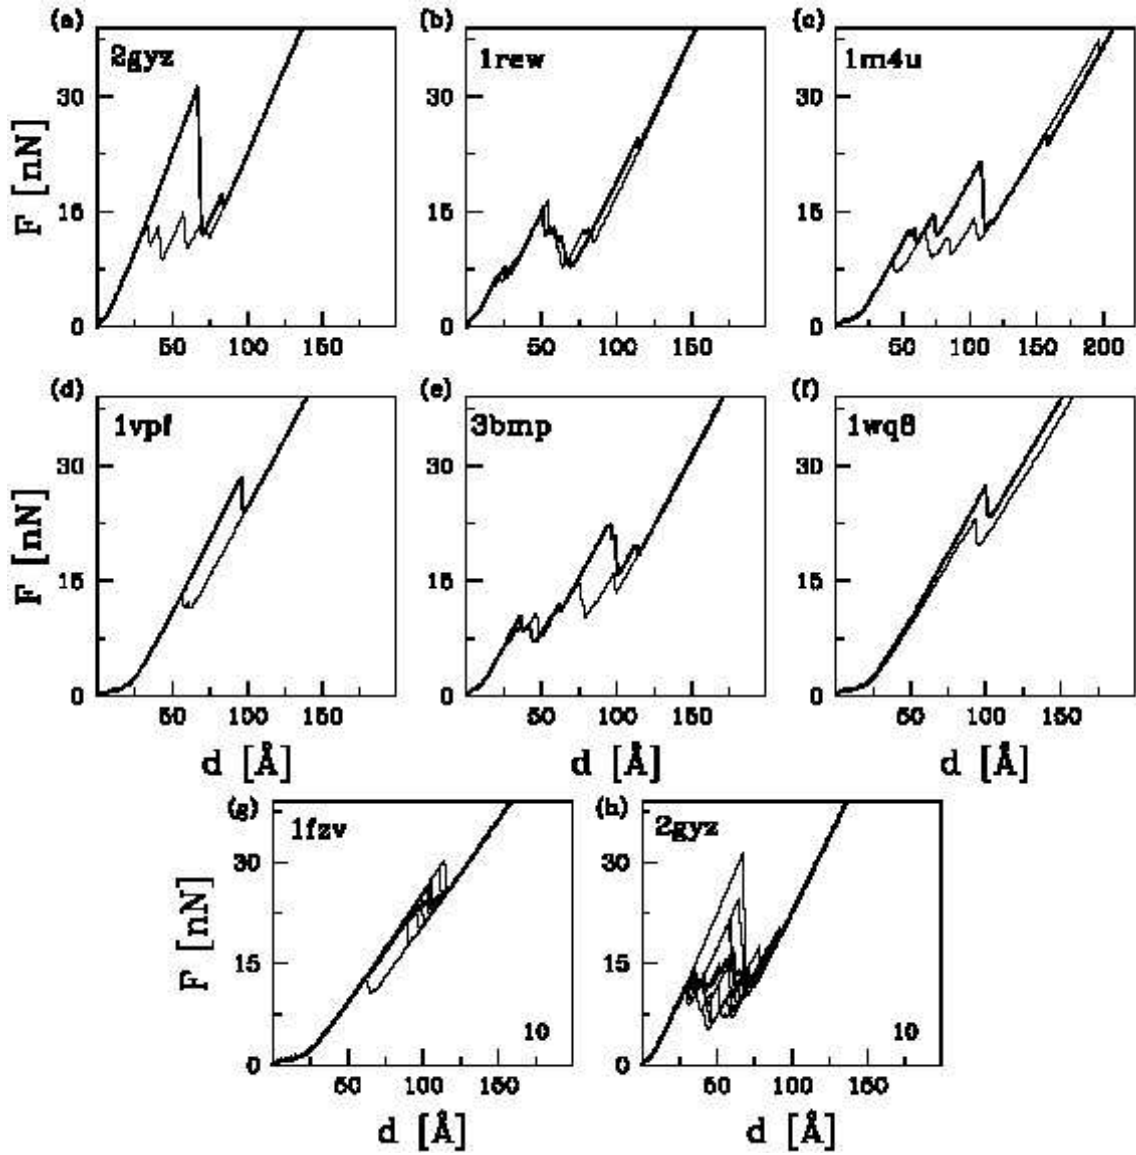 (a) (b) (c)
2gyz 1rew 1m4u
30 30 30
F [nN]
15 15 15
0 0 0
50 100 150 50 100 150 50 100 150 200
(d) (e) (f)
1vpf 3bmp 1wq8
30 30 30
F [nN]
15 15 15
0 0 0
50 100 150 50 100 150 50 100 150
d [Å] d [Å] d [Å]
(g) (h)
1fzv 2gyz
30 30
F [nN] F [nN]
15 15
10 10
0 0
50 100 150 50 100 150
d [Å] d [Å]